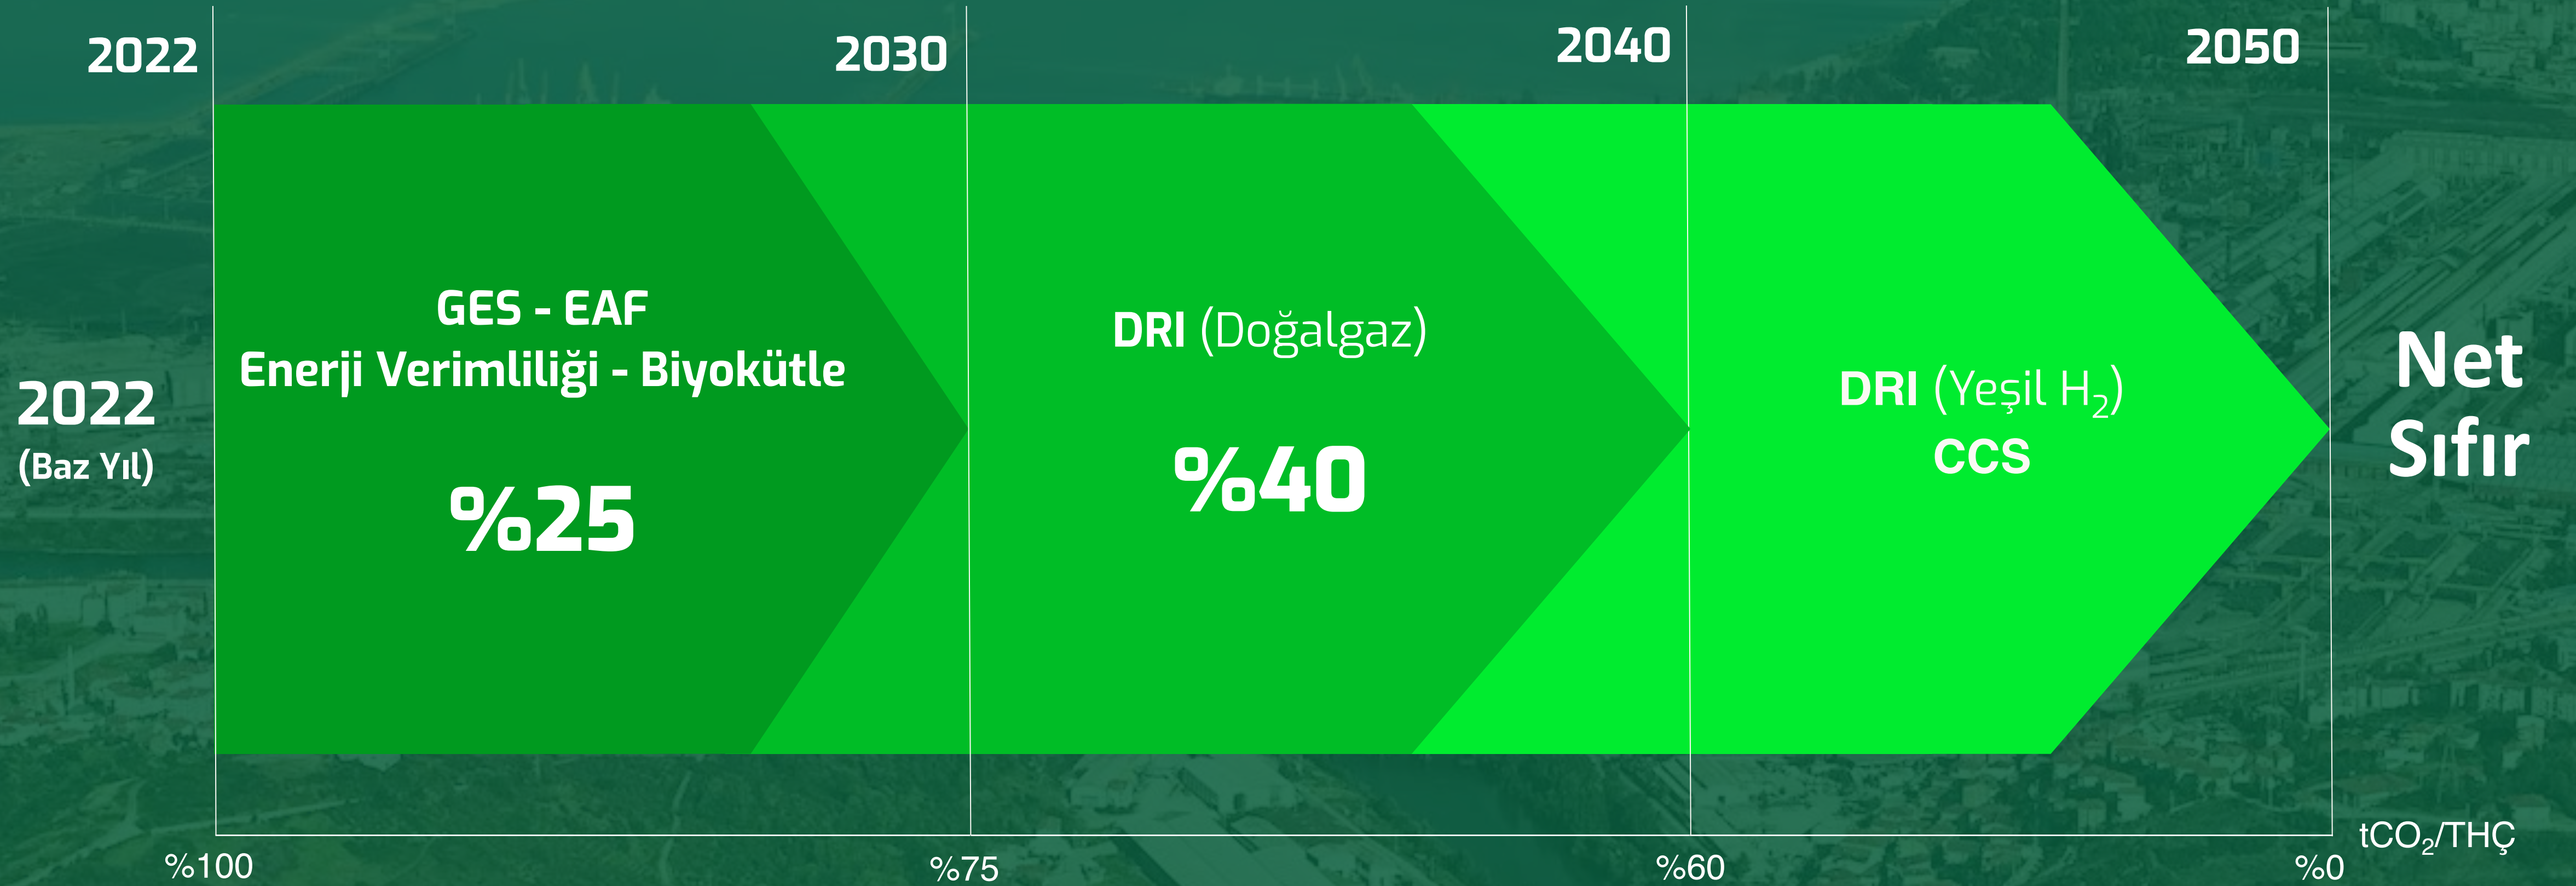 2022
2030
2040
2050
2022
(Baz Yıl)
GES - EAF
Enerji Verimliliği - Biyokütle
%25
DRI (Doğalgaz)
%40
DRI (Yeşil H₂)
CCS
Net
Sıfır
%100
%75
%60
%0
tCO₂/THÇ